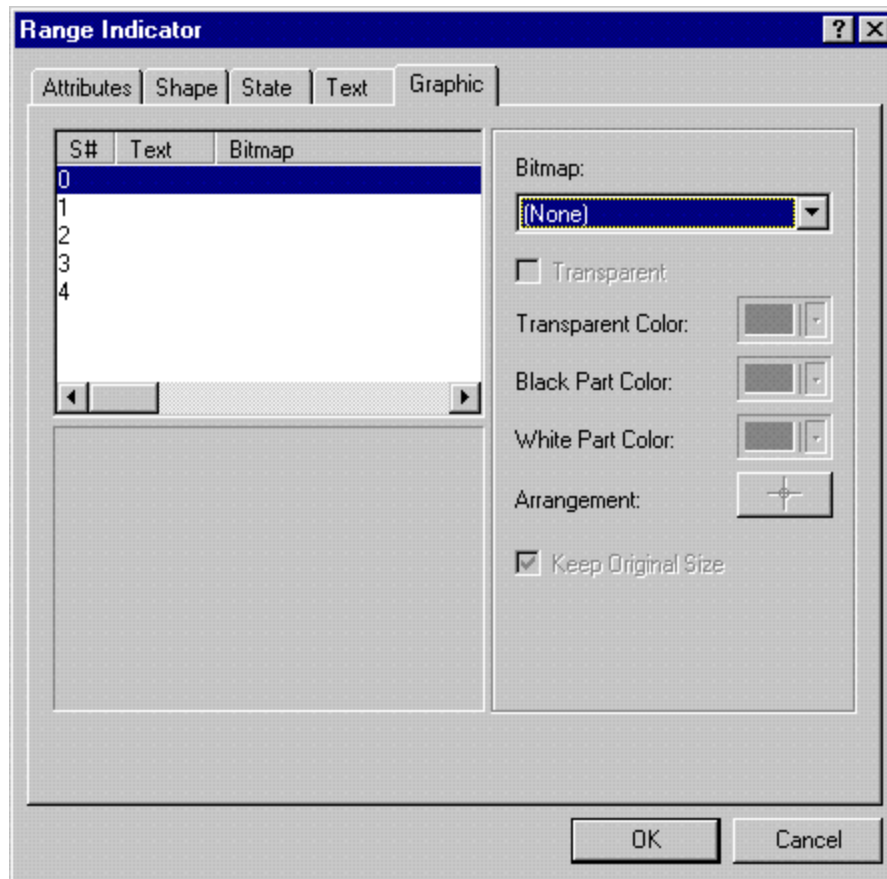 Range Indicator
Attributes Shape State Text Graphic
S# Text Bitmap
0
1
2
3
4
Bitmap:
(None)
Transparent
Transparent Color:
Black Part Color:
White Part Color:
Arrangement:
Keep Original Size
OK Cancel